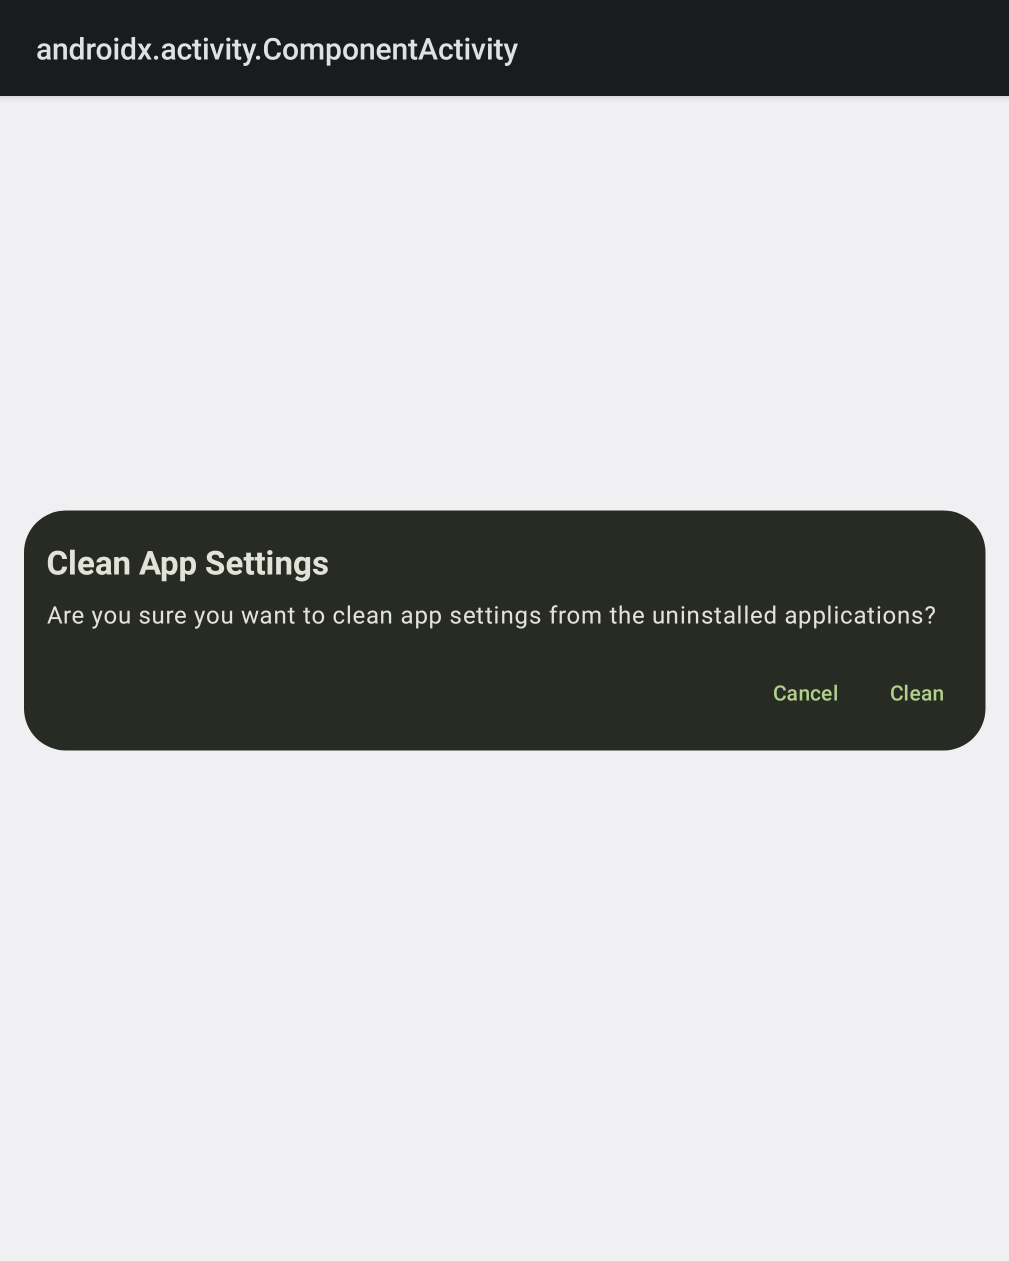 androidx.activity.ComponentActivity
Clean App Settings
Are you sure you want to clean app settings from the uninstalled applications?
Cancel Clean